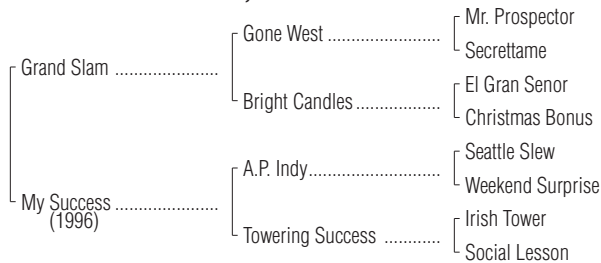 Mr. Prospector
Gone West ......................
Secrettame
Grand Slam ....................
El Gran Senor
Bright Candles .................
Christmas Bonus
Seattle Slew
A.P. Indy..........................
Weekend Surprise
My Success ....................
(1996)
Irish Tower
Towering Success ............
Social Lesson